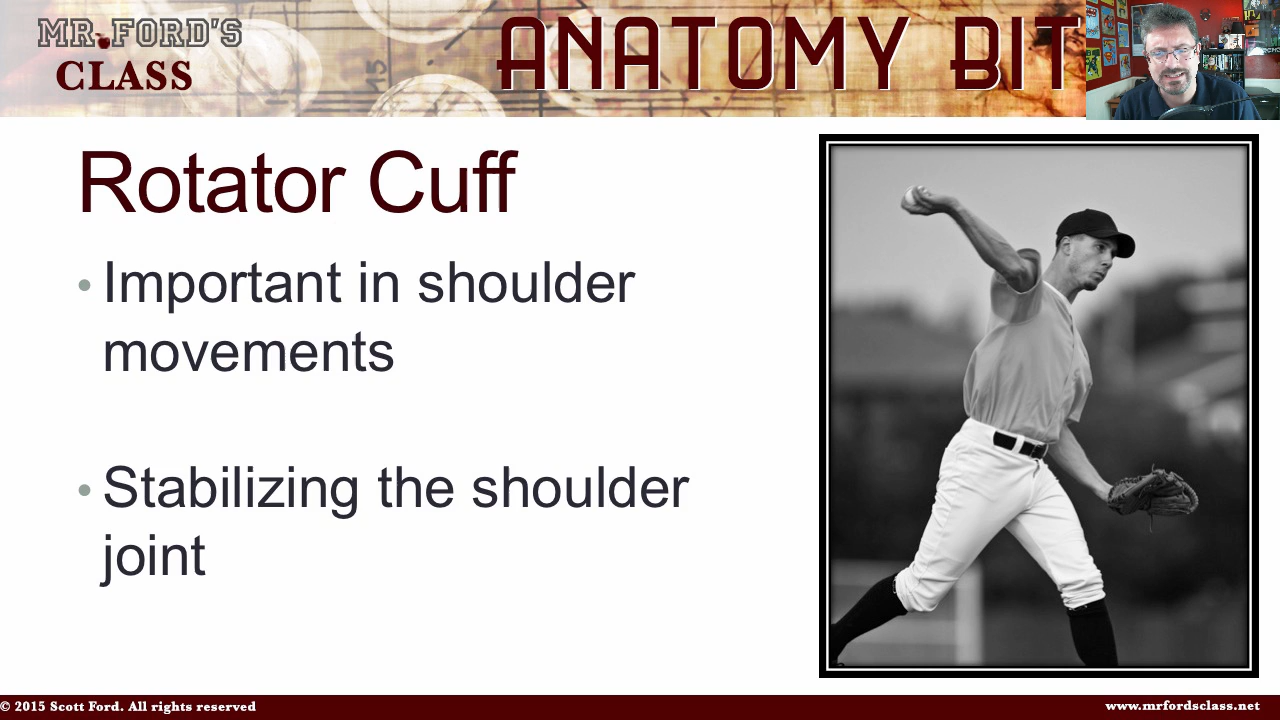 MR. FORD'S
CLASS
ANATOMY BIT
Rotator Cuff
• Important in shoulder
movements
• Stabilizing the shoulder
joint
© 2015 Scott Ford. All rights reserved
www.mrfordsclass.net